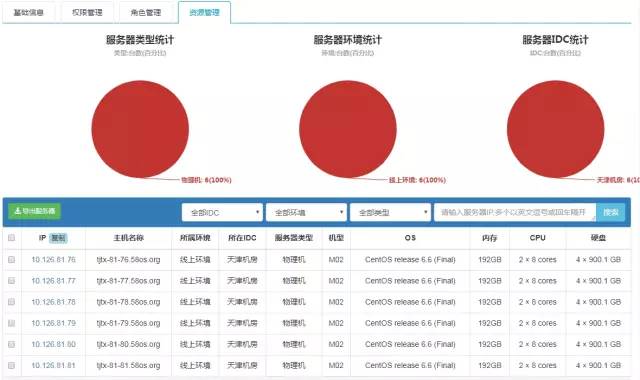 基础信息 权限管理 角色管理 资源管理
服务器类型统计 服务器环境统计 服务器IDC统计
类型:台数(百分比) 环境:台数(百分比) IDC:台数(百分比)
物理机: 6(100%) 线上环境: 6(100%) 天津机房: 6(100%)
导出服务器 全部IDC 全部环境 全部类型 请输入服务器IP,多个以英文逗号或回车隔开 搜索
IP 复制 主机名称 所属环境 所在IDC 服务器类型 机型 OS 内存 CPU 硬盘
10.126.81.76 tjtx-81-76.58os.org 线上环境 天津机房 物理机 M02 CentOS release 6.6 (Final) 192GB 2 × 8 cores 4 × 900.1 GB
10.126.81.77 tjtx-81-77.58os.org 线上环境 天津机房 物理机 M02 CentOS release 6.6 (Final) 192GB 2 × 8 cores 4 × 900.1 GB
10.126.81.78 tjtx-81-78.58os.org 线上环境 天津机房 物理机 M02 CentOS release 6.6 (Final) 192GB 2 × 8 cores 4 × 900.1 GB
10.126.81.79 tjtx-81-79.58os.org 线上环境 天津机房 物理机 M02 CentOS release 6.6 (Final) 192GB 2 × 8 cores 4 × 900.1 GB
10.126.81.80 tjtx-81-80.58os.org 线上环境 天津机房 物理机 M02 CentOS release 6.6 (Final) 192GB 2 × 8 cores 4 × 900.1 GB
10.126.81.81 tjtx-81-81.58os.org 线上环境 天津机房 物理机 M02 CentOS release 6.6 (Final) 192GB 2 × 8 cores 4 × 900.1 GB